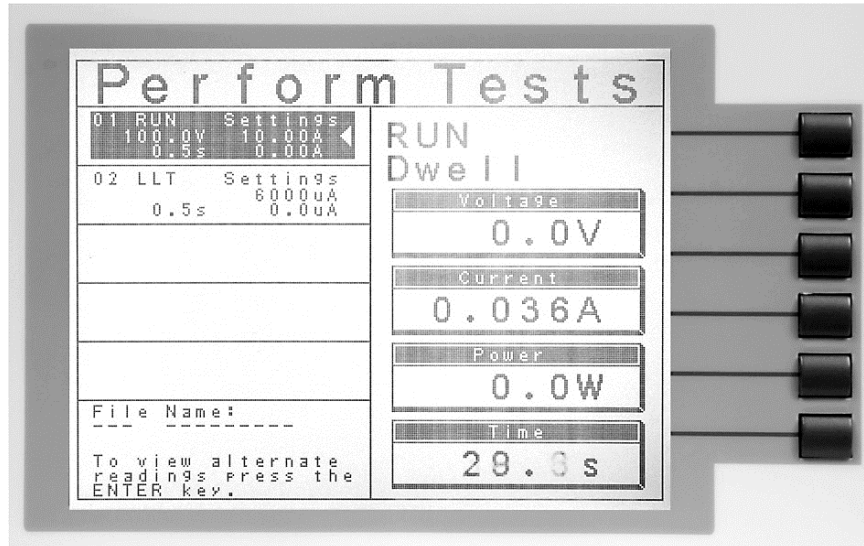 Perform Tests
01 RUN Settings
100.0V 10.00A
0.5s 0.00A
02 LLT Settings
6000uA
0.5s 0.0uA
File Name:
To view alternate
readings press the
ENTER key.
RUN
Dwell
Voltage
0.0V
Current
0.036A
Power
0.0W
Time